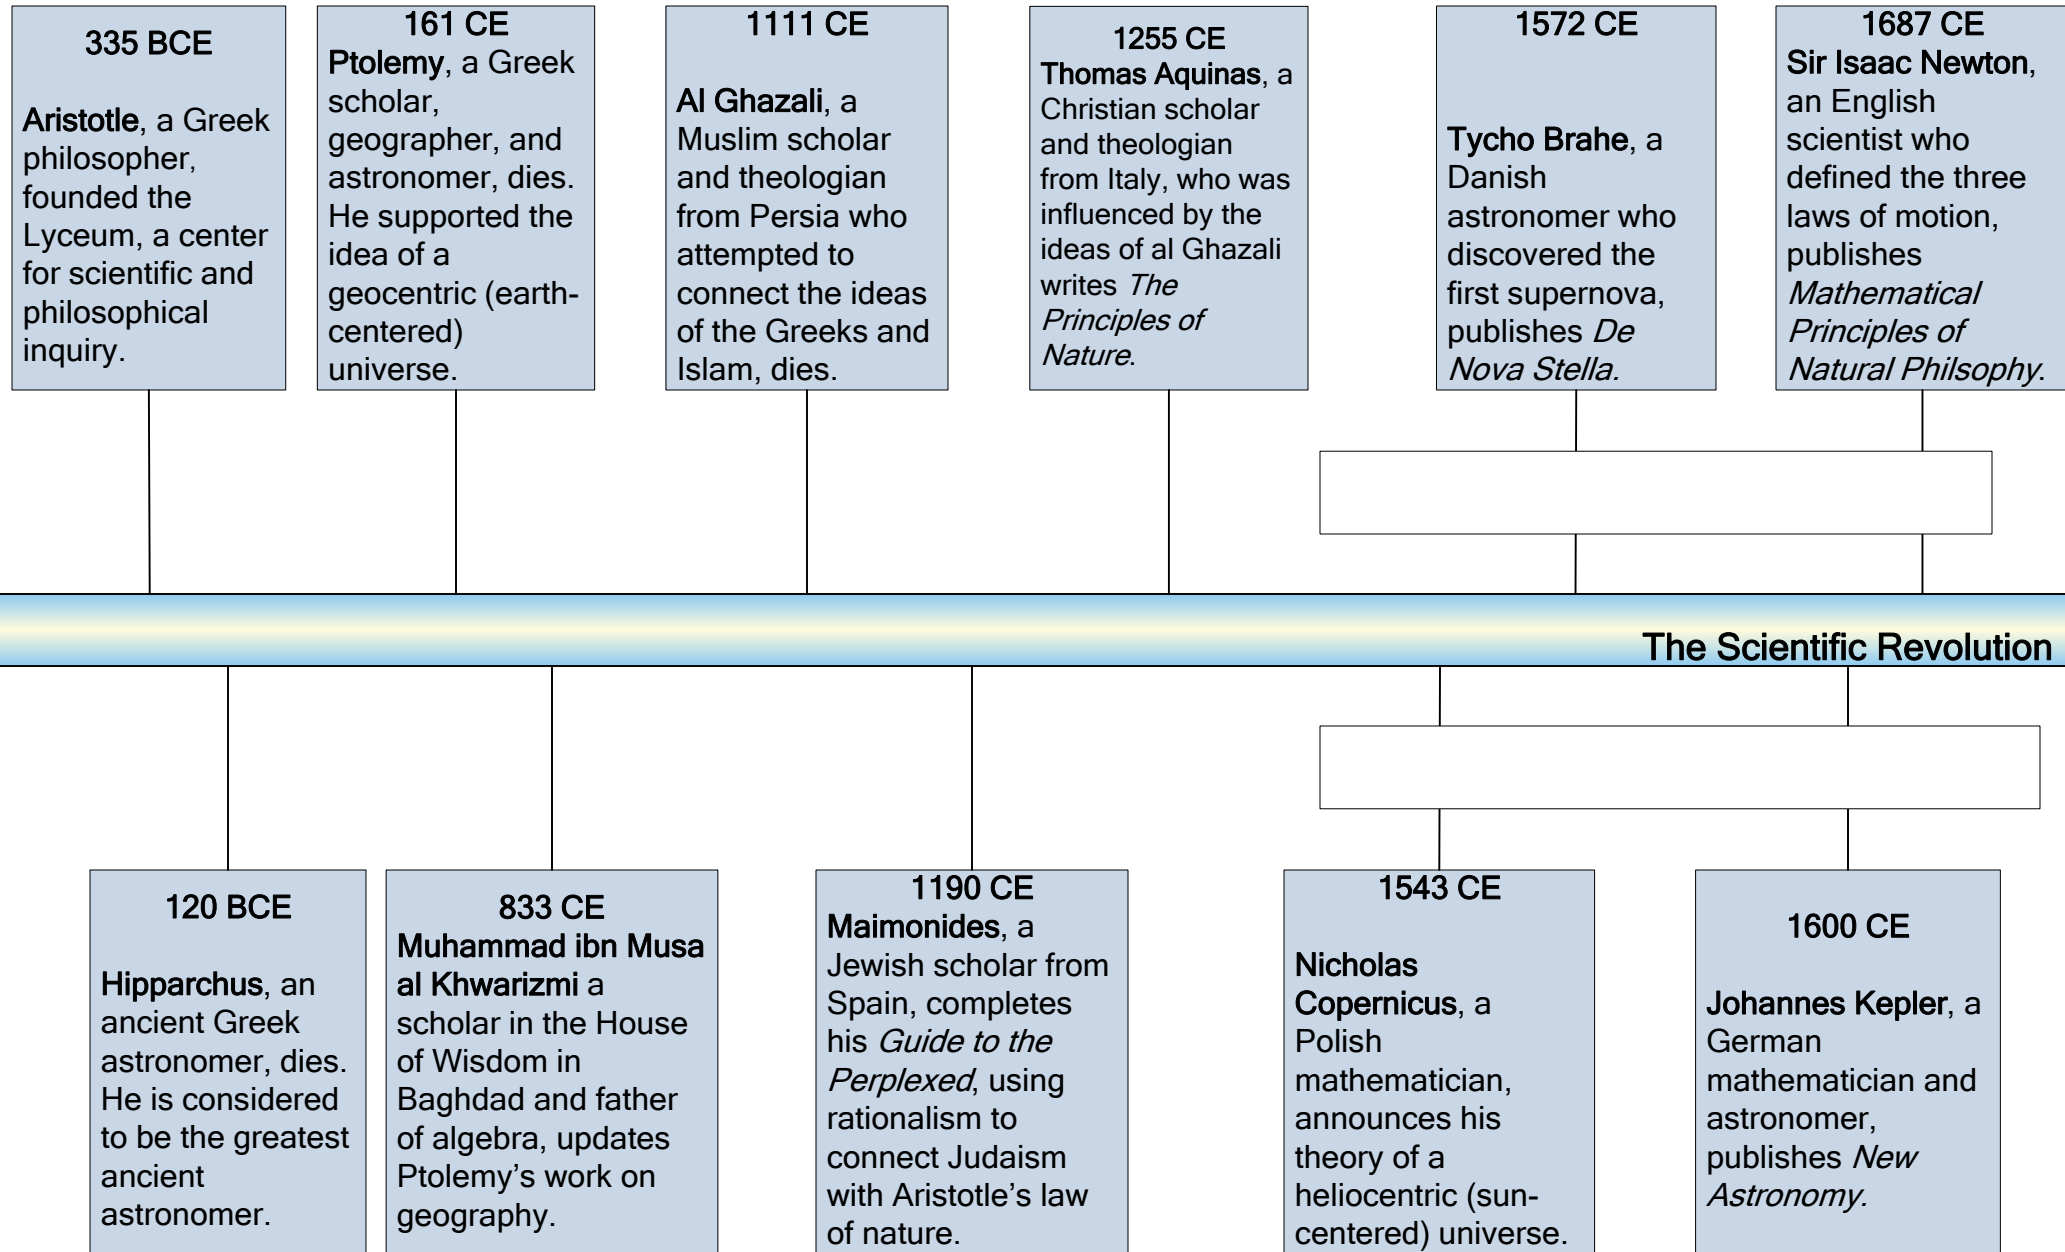 335 BCE
Aristotle, a Greek
philosopher,
founded the
Lyceum, a center
for scientific and
philosophical
inquiry.
161 CE
Ptolemy, a Greek
scholar,
geographer, and
astronomer, dies.
He supported the
idea of a
geocentric (earth-
centered)
universe.
1111 CE
Al Ghazali, a
Muslim scholar
and theologian
from Persia who
attempted to
connect the ideas
of the Greeks and
Islam, dies.
1255 CE
Thomas Aquinas, a
Christian scholar
and theologian
from Italy, who was
influenced by the
ideas of al Ghazali
writes The
Principles of
Nature.
1572 CE
Tycho Brahe, a
Danish
astronomer who
discovered the
first supernova,
publishes De
Nova Stella.
1687 CE
Sir Isaac Newton,
an English
scientist who
defined the three
laws of motion,
publishes
Mathematical
Principles of
Natural Philsophy.
The Scientific Revolution
120 BCE
Hipparchus, an
ancient Greek
astronomer, dies.
He is considered
to be the greatest
ancient
astronomer.
833 CE
Muhammad ibn Musa
al Khwarizmi a
scholar in the House
of Wisdom in
Baghdad and father
of algebra, updates
Ptolemy's work on
geography.
1190 CE
Maimonides, a
Jewish scholar from
Spain, completes
his Guide to the
Perplexed, using
rationalism to
connect Judaism
with Aristotle's law
of nature.
1543 CE
Nicholas
Copernicus, a
Polish
mathematician,
announces his
theory of a
heliocentric (sun-
centered) universe.
1600 CE
Johannes Kepler, a
German
mathematician and
astronomer,
publishes New
Astronomy.